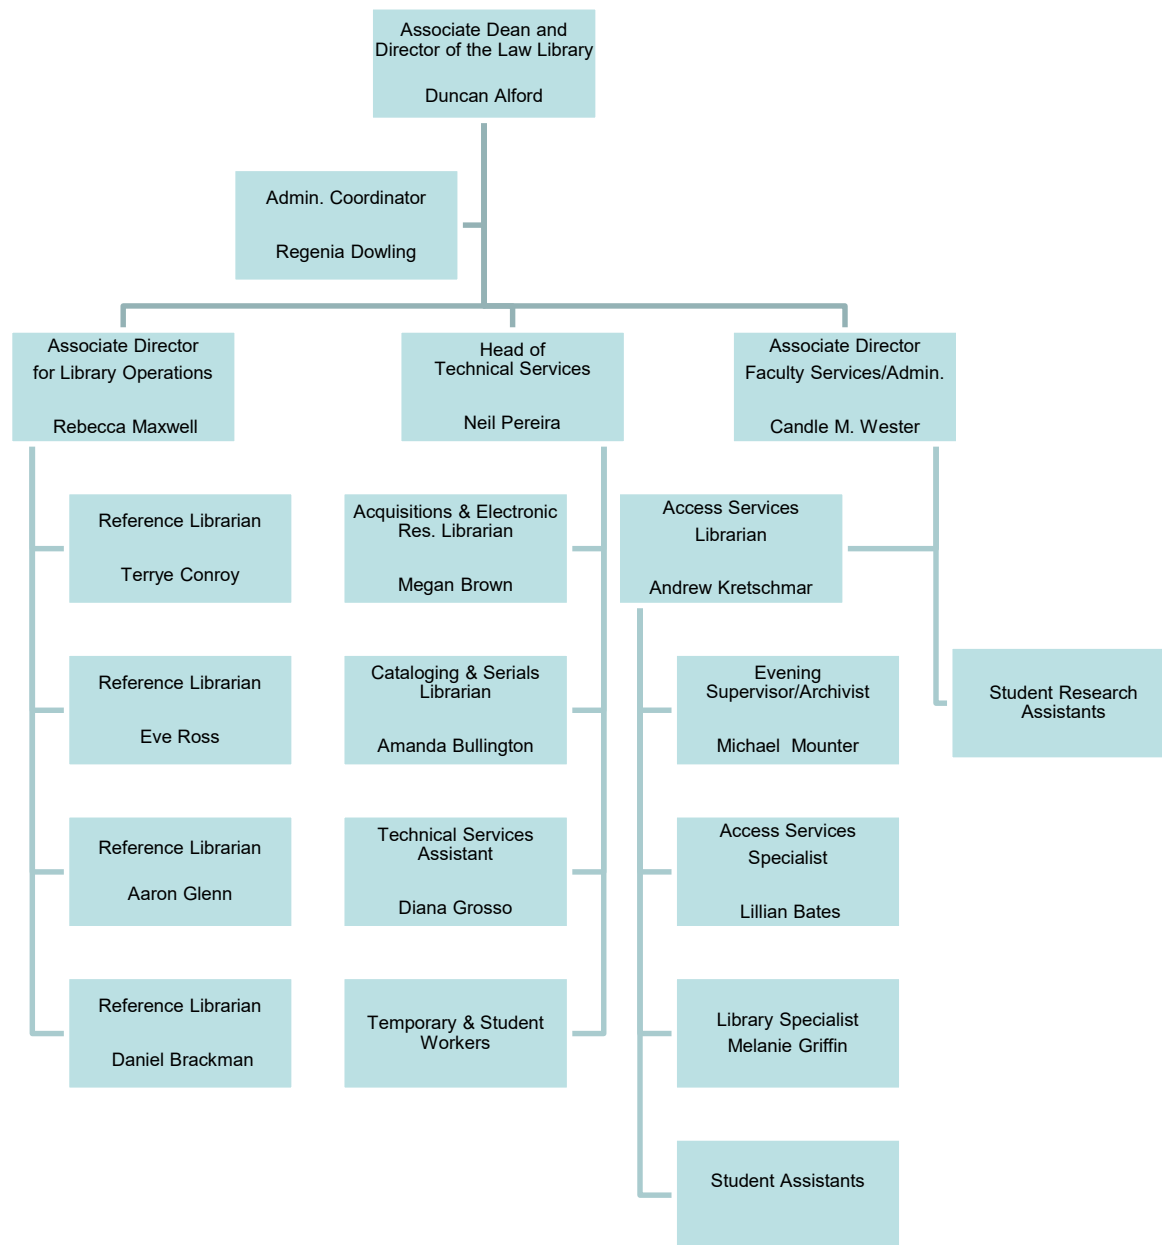 Associate Dean and
Director of the Law Library
Duncan Alford
Admin. Coordinator
Regenia Dowling
Associate Director
for Library Operations
Rebecca Maxwell
Head of
Technical Services
Neil Pereira
Associate Director
Faculty Services/Admin.
Candle M. Wester
Reference Librarian
Terrye Conroy
Reference Librarian
Eve Ross
Reference Librarian
Aaron Glenn
Reference Librarian
Daniel Brackman
Acquisitions & Electronic
Res. Librarian
Megan Brown
Cataloging & Serials
Librarian
Amanda Bullington
Technical Services
Assistant
Diana Grosso
Temporary & Student
Workers
Access Services
Librarian
Andrew Kretschmar
Evening
Supervisor/Archivist
Michael  Mounter
Access Services
Specialist
Lillian Bates
Library Specialist
Melanie Griffin
Student Assistants
Student Research
Assistants